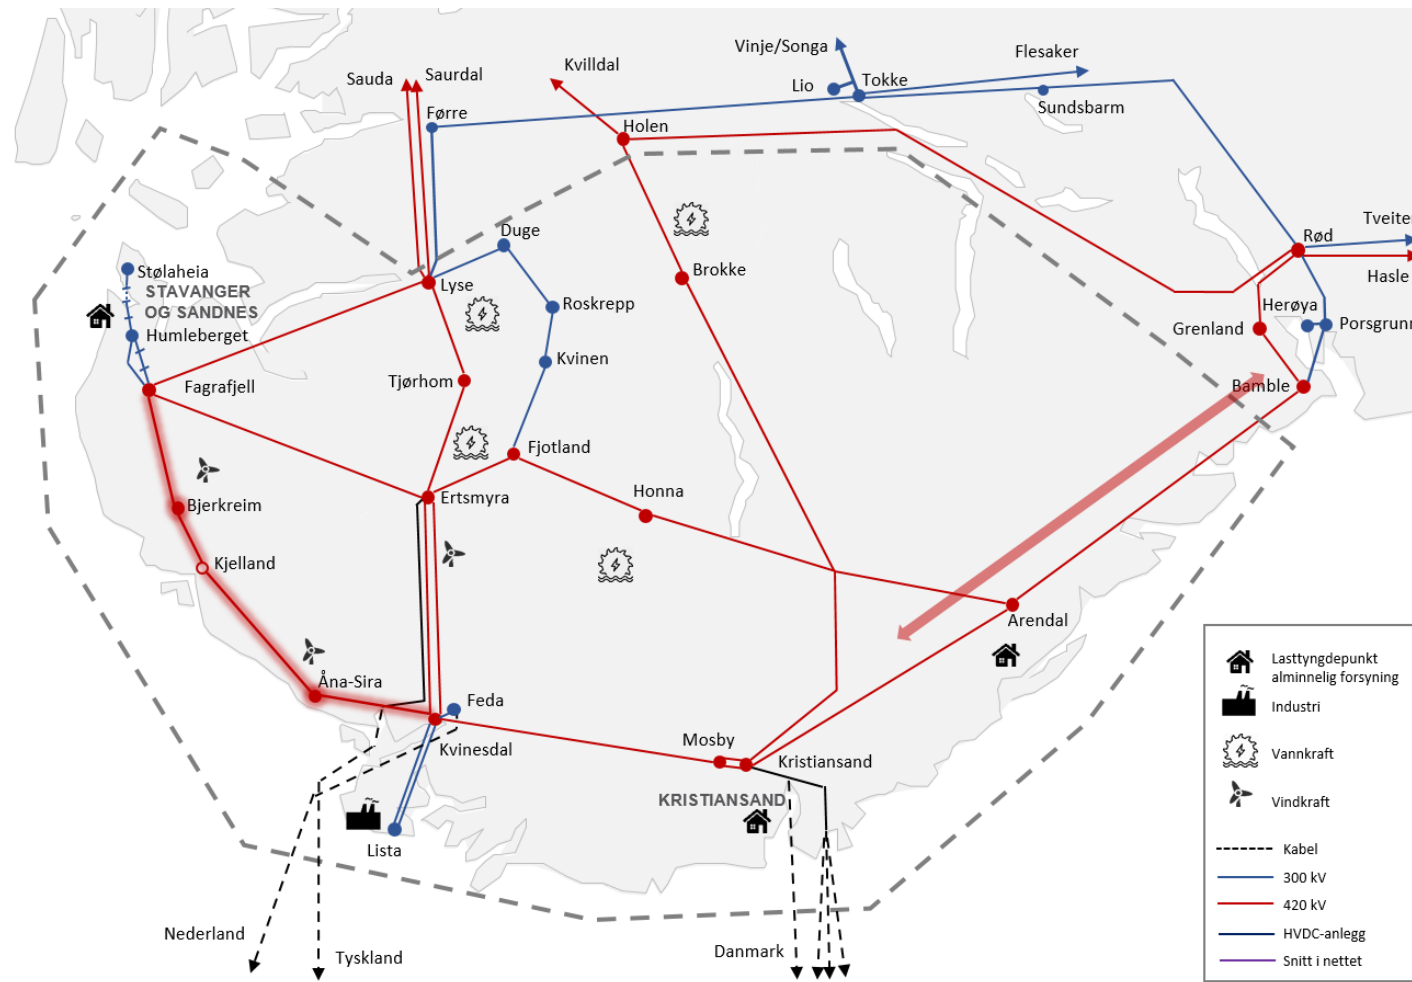 Vinje/Songa
Flesaker
Kvilldal
Sauda
Saurdal
Lio
Tokke
Sundsbarm
Førre
Holen
Tveiten
Duge
Rød
Brokke
Hasle
Stølaheia
Lyse
STAVANGER
OG SANDNES
Roskrepp
Herøya
Humleberget
Grenland
Porsgrunn
Kvinen
Tjørhom
Fagrafjell
Bamble
Fjotland
Honna
Ertsmyra
Bjerkreim
Kjelland
Arendal
Åna-Sira
Feda
Mosby
Kvinesdal
Kristiansand
KRISTIANSAND
Lista
Nederland
Tyskland
Danmark
Lasttyngdepunkt
alminnelig forsyning
Industri
Vannkraft
Vindkraft
Kabel
300 kV
420 kV
HVDC-anlegg
Snitt i nettet